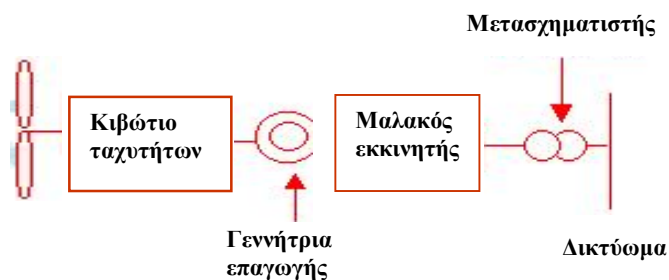 Μετασχηματιστής
Κιβώτιο
ταχυτήτων
Μαλακός
εκκινητής
Γεννήτρια
επαγωγής
Δικτύωμα